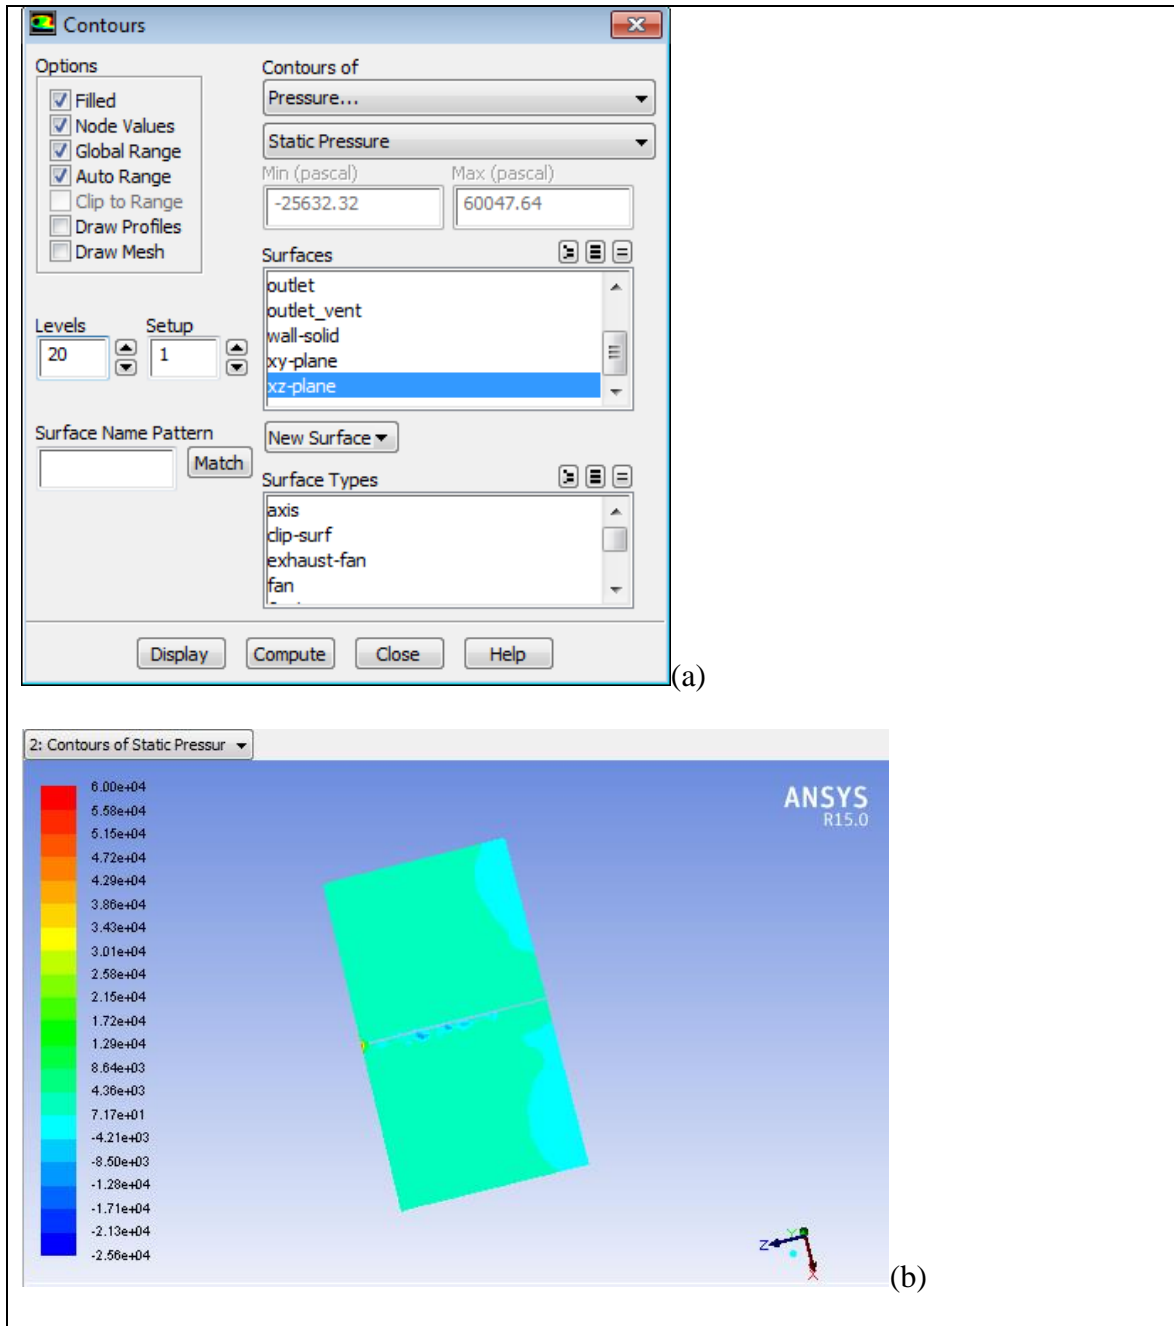 Contours
Options
Filled
Node Values
Global Range
Auto Range
Clip to Range
Draw Profiles
Draw Mesh
Levels
Setup
20
1
Surface Name Pattern
Match
Contours of
Pressure...
Static Pressure
Min (pascal)
Max (pascal)
-25632.32
60047.64
Surfaces
outlet
outlet_vent
wall-solid
xy-plane
xz-plane
New Surface
Surface Types
axis
clip-surf
exhaust-fan
fan
Display
Compute
Close
Help
(a)
2: Contours of Static Pressur
6.00e+04
5.58e+04
5.15e+04
4.72e+04
4.29e+04
3.86e+04
3.43e+04
3.01e+04
2.58e+04
2.15e+04
1.72e+04
1.29e+04
8.64e+03
4.36e+03
7.17e+01
-4.21e+03
-8.50e+03
-1.28e+04
-1.71e+04
-2.13e+04
-2.56e+04
ANSYS
R15.0
Y
Z
X
(b)